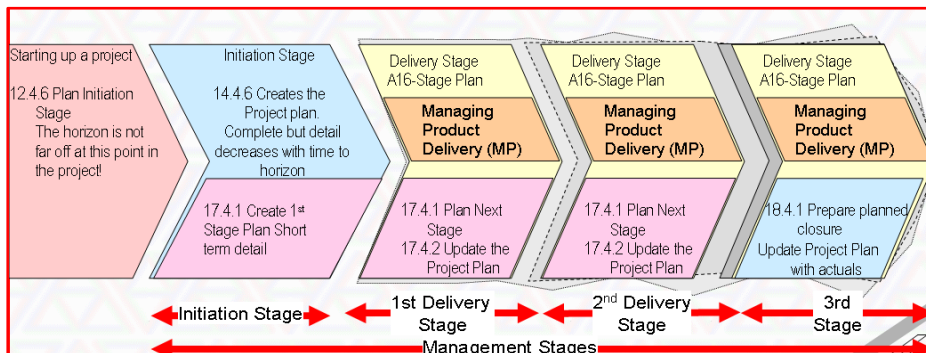 Starting up a project
12.4.6 Plan Initiation
Stage
The horizon is not
far off at this point in
the project!
Initiation Stage
14.4.6 Creates the
Project plan.
Complete but detail
decreases with time to
horizon
17.4.1 Create 1st
Stage Plan Short
term detail
Delivery Stage
A16-Stage Plan
Managing
Product
Delivery (MP)
17.4.1 Plan Next
Stage
17.4.2 Update the
Project Plan
Delivery Stage
A16-Stage Plan
Managing
Product
Delivery (MP)
17.4.1 Plan Next
Stage
17.4.2 Update the
Project Plan
Delivery Stage
A16-Stage Plan
Managing
Product
Delivery (MP)
18.4.1 Prepare planned
closure
Update Project Plan
with actuals
Initiation Stage
1st Delivery
Stage
2nd Delivery
Stage
3rd
Stage
Management Stages